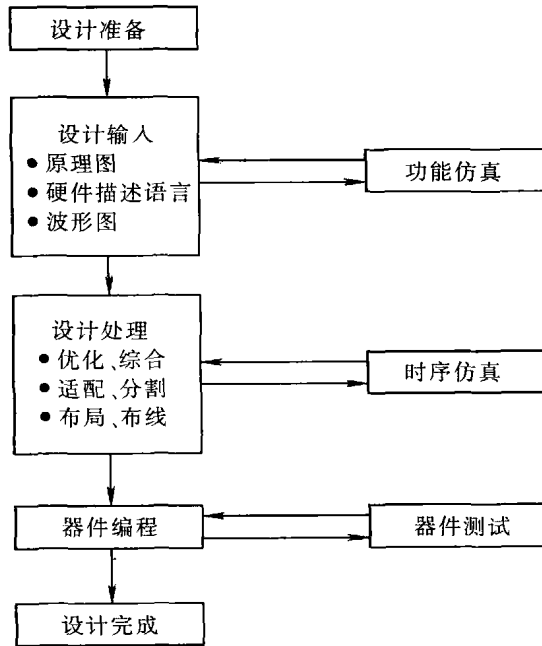 设计准备
设计输入
● 原理图
● 硬件描述语言
● 波形图
功能仿真
设计处理
● 优化、综合
● 适配、分割
● 布局、布线
时序仿真
器件编程
器件测试
设计完成